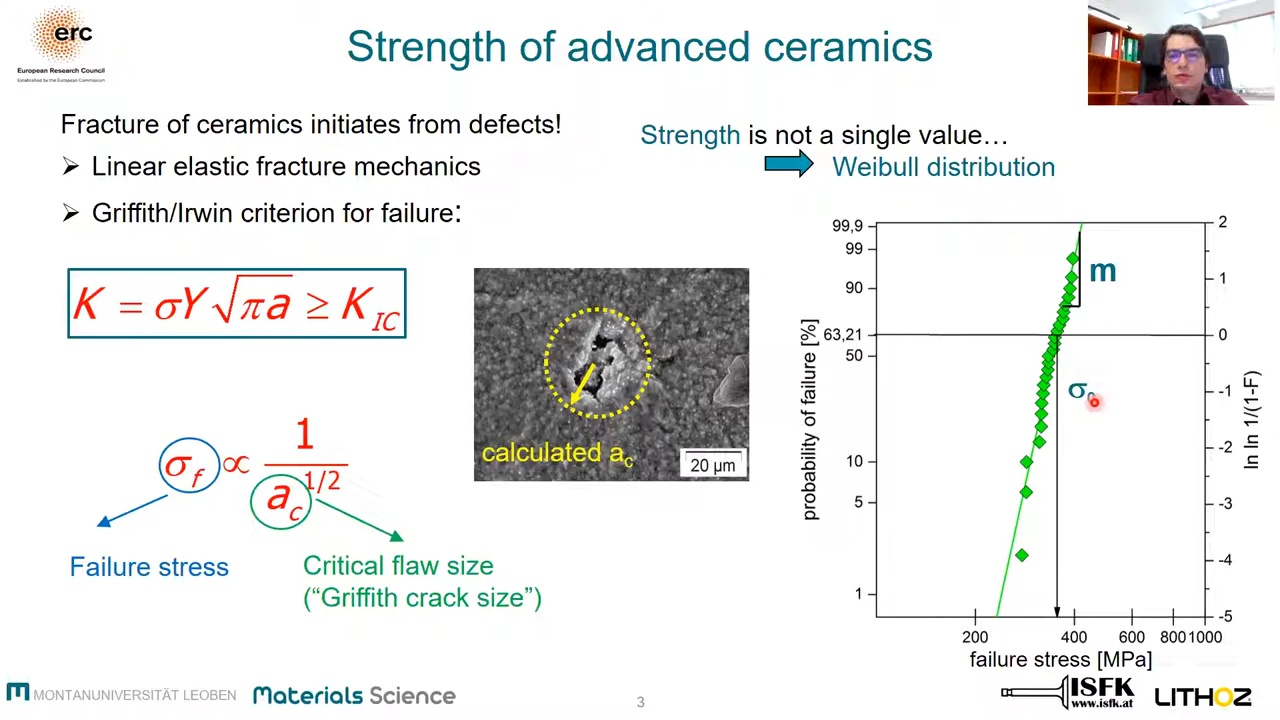 erc
European Research Council
Established by the European Commission
Strength of advanced ceramics
Fracture of ceramics initiates from defects!
➢ Linear elastic fracture mechanics
➢ Griffith/Irwin criterion for failure:
K = σY√πa ≥ K_IC
σ_f ∝ 1 / a_c^1/2
Failure stress
Critical flaw size
("Griffith crack size")
calculated a_c
20 µm
Strength is not a single value…
Weibull distribution
99,9
99
90
63,21
50
10
5
1
probability of failure [%]
m
σ₀
2
1
0
-1
-2
-3
-4
-5
ln ln 1/(1-F)
200 400 600 800 1000
failure stress [MPa]
MONTANUNIVERSITÄT LEOBEN
Materials Science
3
ISFK
www.isfk.at
LITHOZ